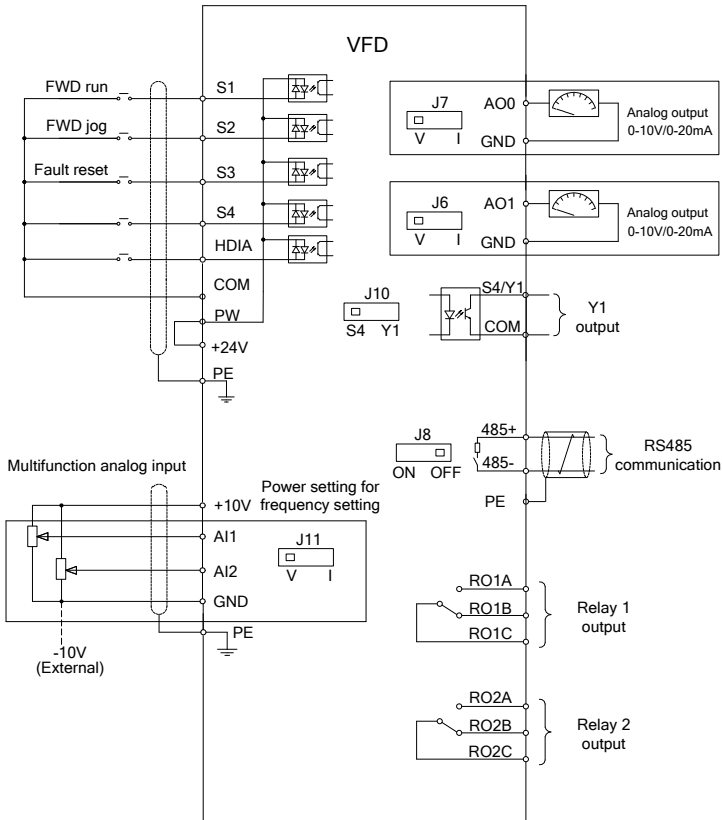 VFD
FWD run
S1
FWD jog
S2
Fault reset
S3
S4
HDIA
COM
PW
+24V
PE
J7
V I
AO0
GND
Analog output
0-10V/0-20mA
J6
V I
AO1
GND
Analog output
0-10V/0-20mA
J10
S4 Y1
S4/Y1
COM
Y1
output
J8
ON OFF
485+
485-
PE
RS485
communication
Multifunction analog input
+10V
Power setting for
frequency setting
AI1
AI2
GND
J11
V I
PE
-10V
(External)
RO1A
RO1B
RO1C
Relay 1
output
RO2A
RO2B
RO2C
Relay 2
output